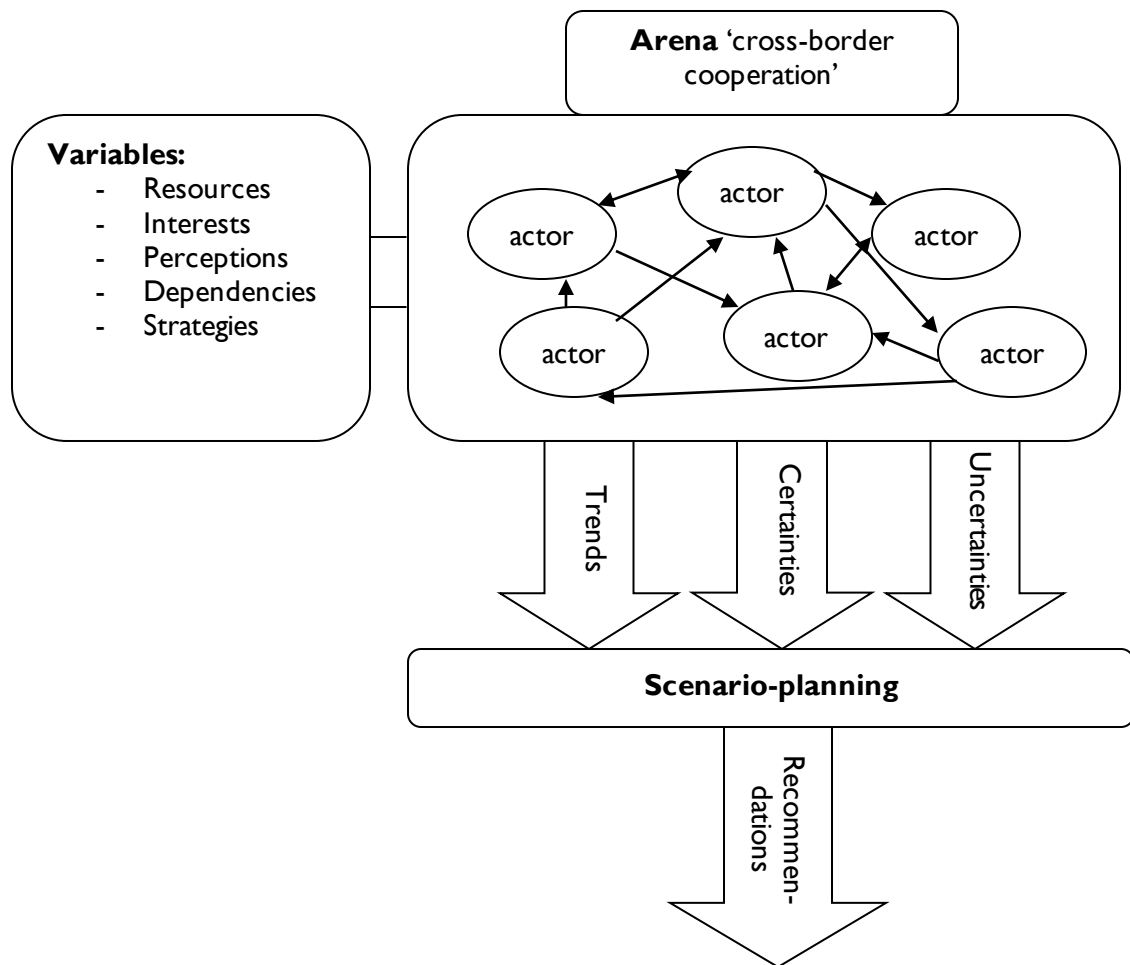 Arena ‘cross-border
cooperation’
Variables:
- Resources
- Interests
- Perceptions
- Dependencies
- Strategies
actor
actor
actor
actor
actor
actor
Trends
Certainties
Uncertainties
Scenario-planning
Recommen-
dations